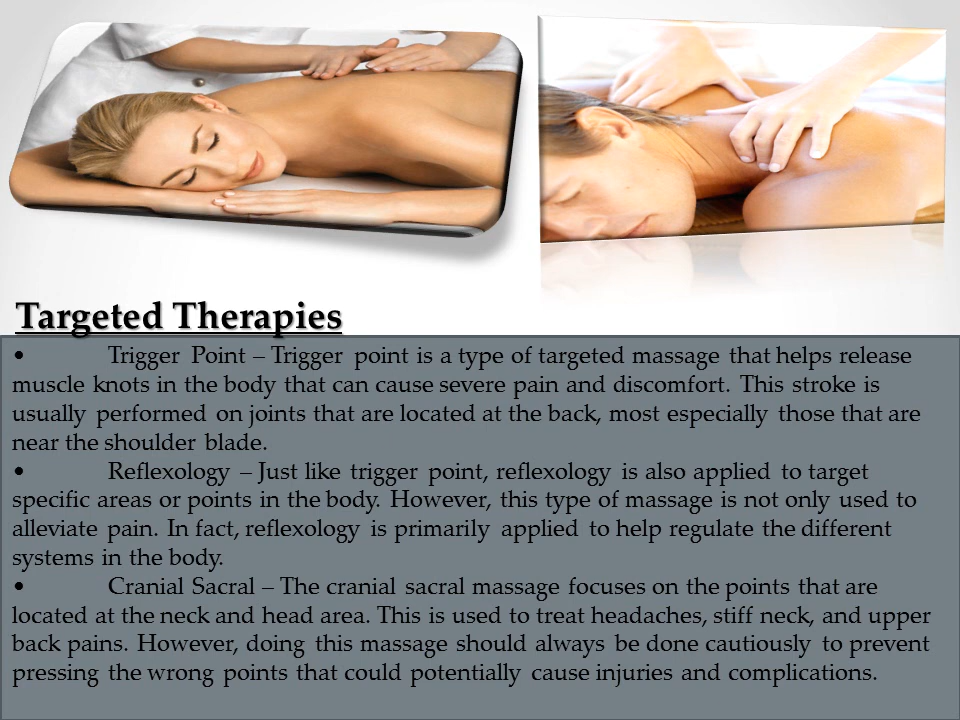 Targeted Therapies
• Trigger Point – Trigger point is a type of targeted massage that helps release
muscle knots in the body that can cause severe pain and discomfort. This stroke is
usually performed on joints that are located at the back, most especially those that are
near the shoulder blade.
• Reflexology – Just like trigger point, reflexology is also applied to target
specific areas or points in the body. However, this type of massage is not only used to
alleviate pain. In fact, reflexology is primarily applied to help regulate the different
systems in the body.
• Cranial Sacral – The cranial sacral massage focuses on the points that are
located at the neck and head area. This is used to treat headaches, stiff neck, and upper
back pains. However, doing this massage should always be done cautiously to prevent
pressing the wrong points that could potentially cause injuries and complications.